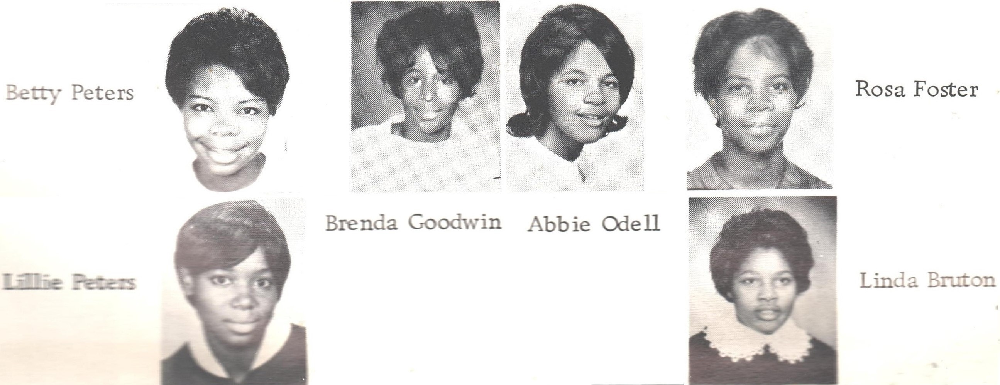 Betty Peters
Rosa Foster
Brenda Goodwin
Abbie Odell
Lillie Peters
Linda Bruton